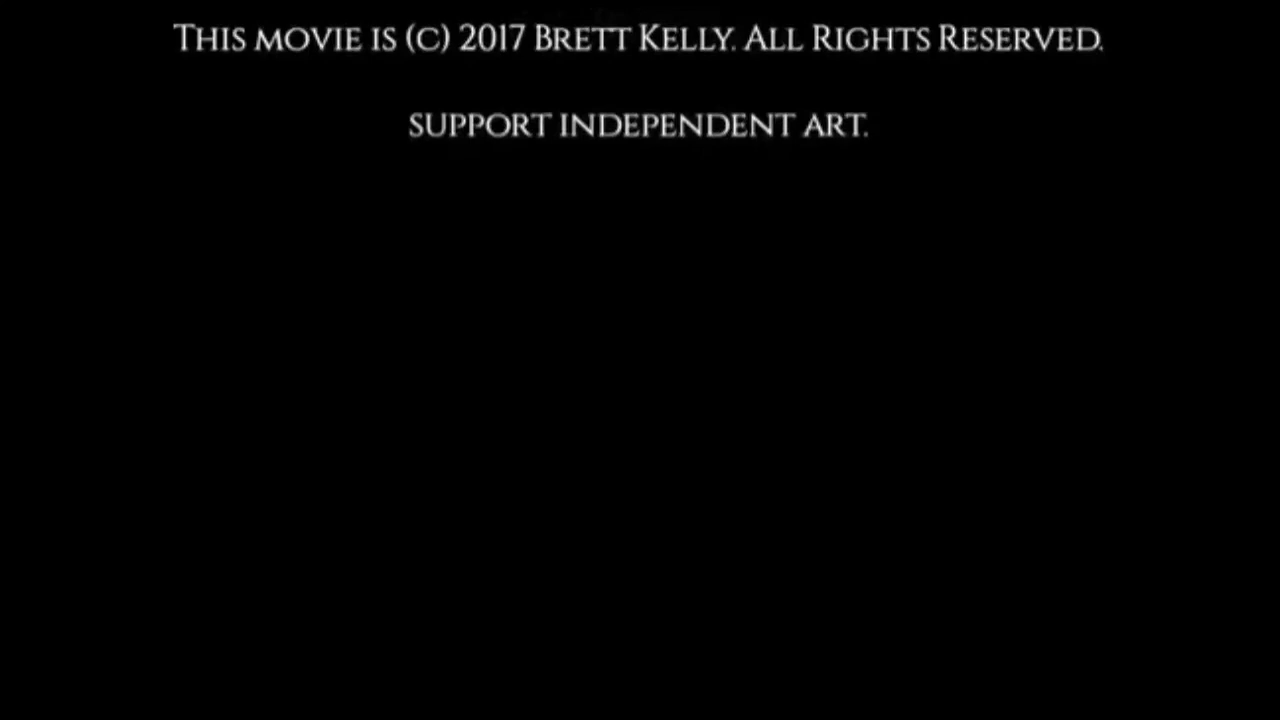 This movie is (c) 2017 Brett Kelly. All Rights Reserved.
support independent art.